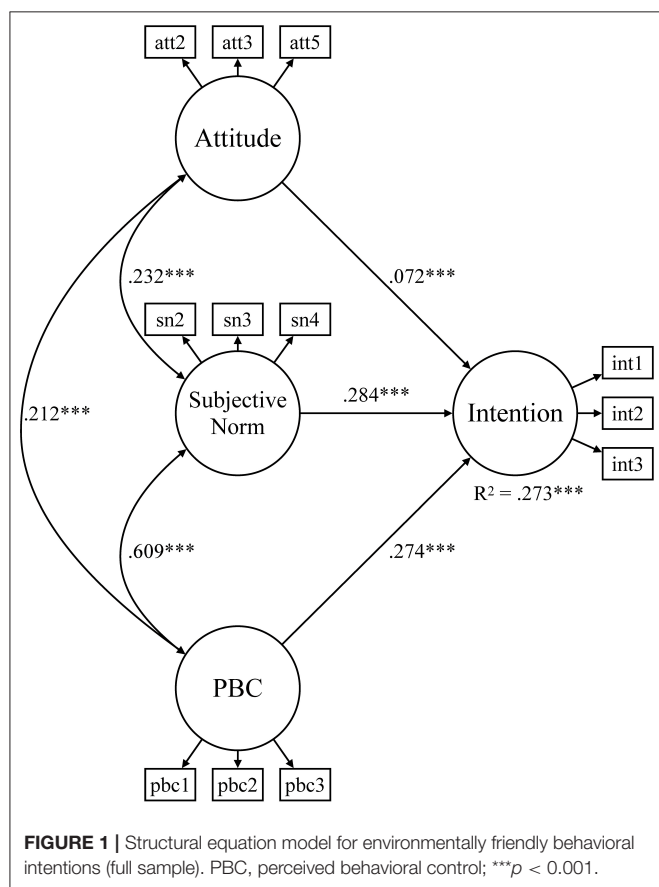 att2 att3 att5
Attitude
.232***
.072***
sn2 sn3 sn4
Subjective
Norm
.284***
Intention
int1
int2
int3
R² = .273***
.212***
.609***
.274***
PBC
pbc1 pbc2 pbc3
FIGURE 1 | Structural equation model for environmentally friendly behavioral
intentions (full sample). PBC, perceived behavioral control; ***p < 0.001.